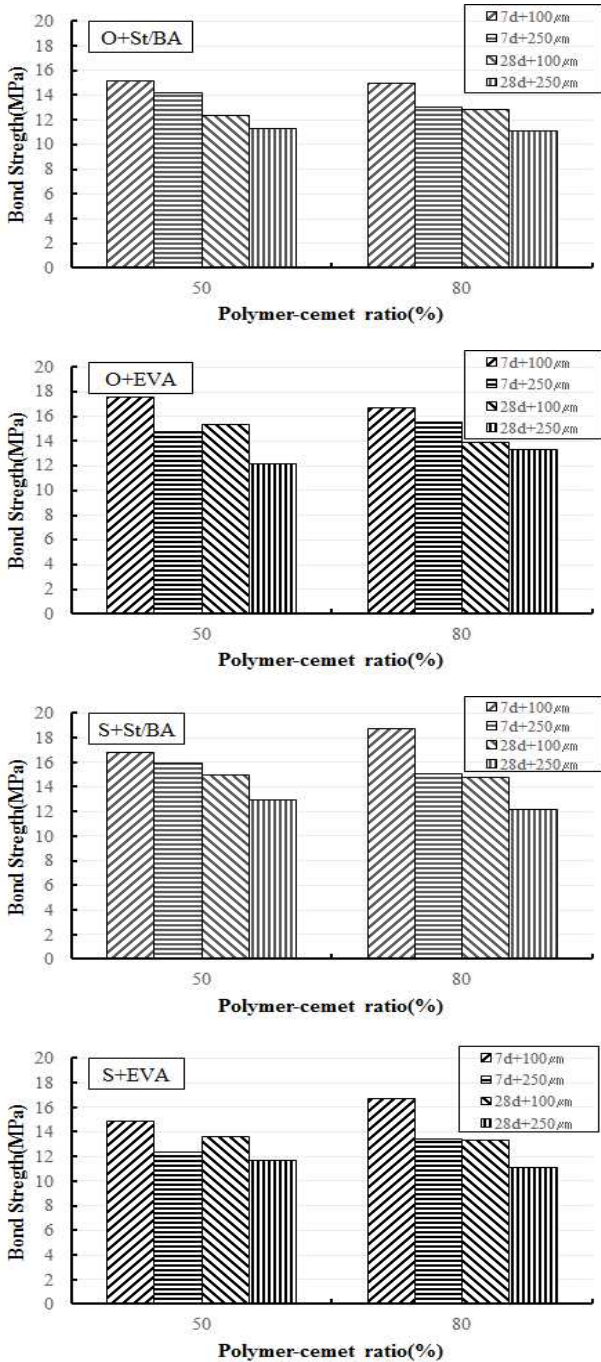 O+St/BA
7d+100㎛
7d+250㎛
28d+100㎛
28d+250㎛
Bond Stregth(MPa)
20
18
16
14
12
10
8
6
4
2
0
50
80
Polymer-cemet ratio(%)
O+EVA
7d+100㎛
7d+250㎛
28d+100㎛
28d+250㎛
Bond Stregth(MPa)
20
18
16
14
12
10
8
6
4
2
0
50
80
Polymer-cemet ratio(%)
S+St/BA
7d+100㎛
7d+250㎛
28d+100㎛
28d+250㎛
Bond Stregth(MPa)
20
18
16
14
12
10
8
6
4
2
0
50
80
Polymer-cemet ratio(%)
S+EVA
7d+100㎛
7d+250㎛
28d+100㎛
28d+250㎛
Bond Stregth(MPa)
20
18
16
14
12
10
8
6
4
2
0
50
80
Polymer-cemet ratio(%)